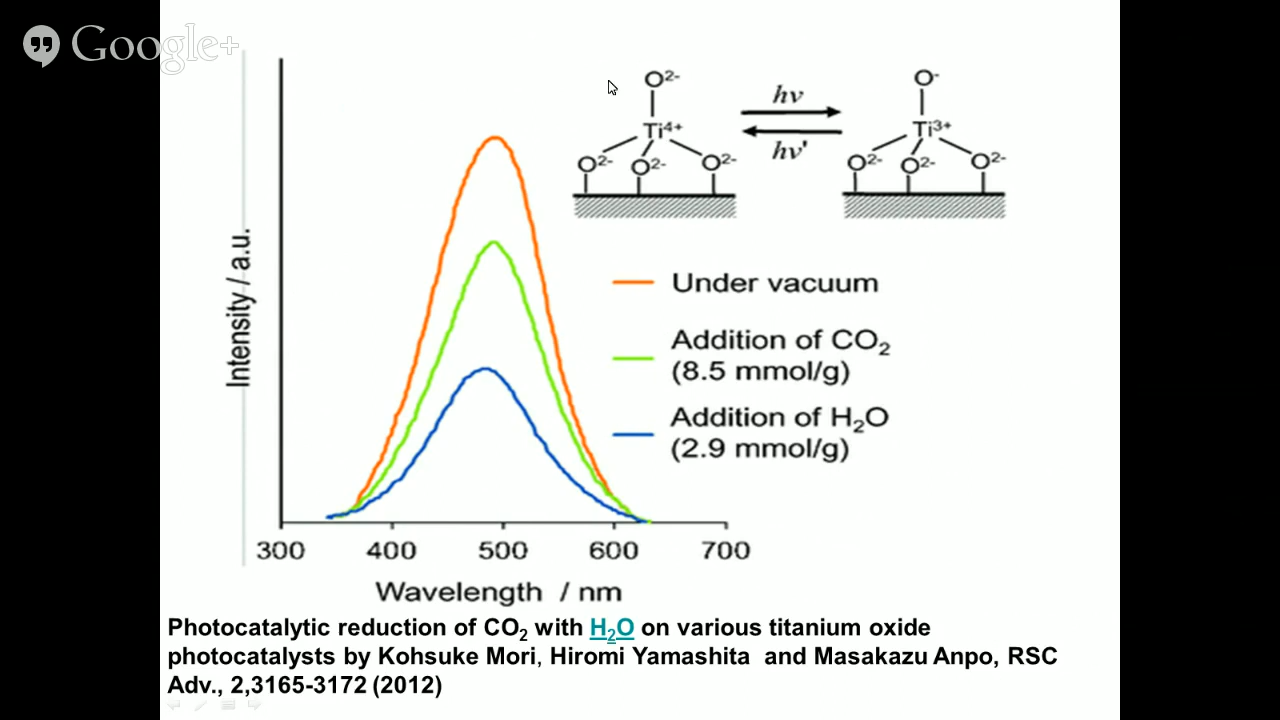 Google+
O²⁻
hν
O⁻
Ti⁴⁺
Ti³⁺
hν'
O²⁻ O²⁻ O²⁻
O²⁻ O²⁻ O²⁻
Intensity / a.u.
Under vacuum
Addition of CO₂
(8.5 mmol/g)
Addition of H₂O
(2.9 mmol/g)
300 400 500 600 700
Wavelength / nm
Photocatalytic reduction of CO₂ with H₂O on various titanium oxide
photocatalysts by Kohsuke Mori, Hiromi Yamashita and Masakazu Anpo, RSC
Adv., 2,3165-3172 (2012)